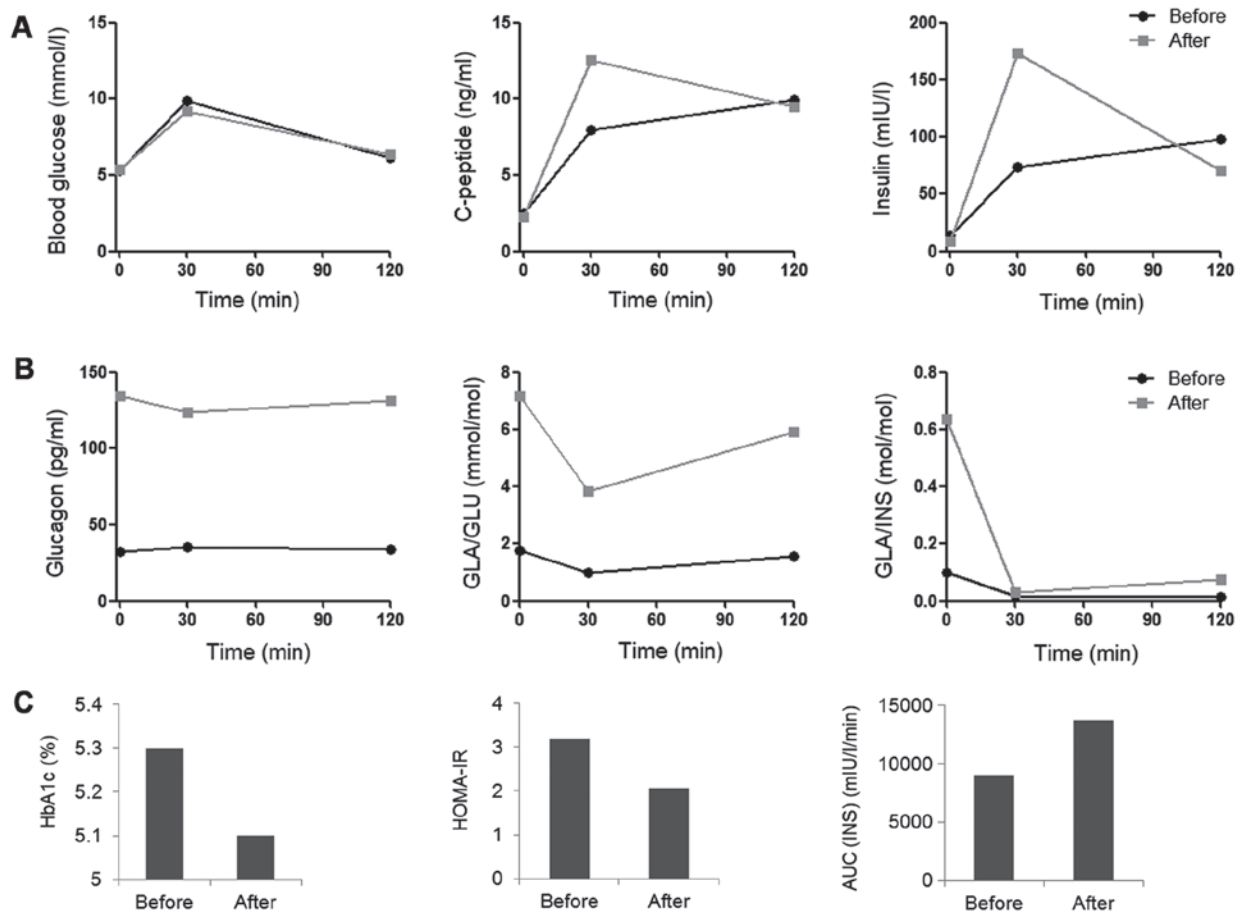 A
Before
After
Blood glucose (mmol/l)
15
10
5
0
0 30 60 90 120
Time (min)
C-peptide (ng/ml)
15
10
5
0
0 30 60 90 120
Time (min)
Insulin (mIU/l)
200
150
100
50
0
0 30 60 90 120
Time (min)
B
Before
After
Glucagon (pg/ml)
150
100
50
0
0 30 60 90 120
Time (min)
GLA/GLU (mmol/mol)
8
6
4
2
0
0 30 60 90 120
Time (min)
GLA/INS (mol/mol)
0.8
0.6
0.4
0.2
0.0
0 30 60 90 120
Time (min)
C
HbA1c (%)
5.4
5.3
5.2
5.1
5
Before After
HOMA-IR
4
3
2
1
0
Before After
AUC (INS) (mIU/l/min)
15000
10000
5000
0
Before After